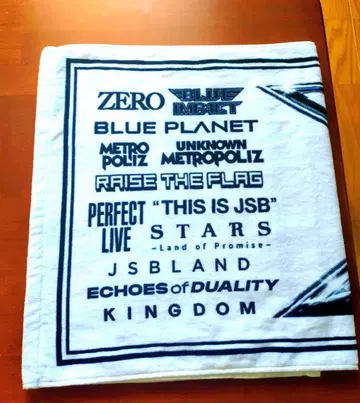 ZERO
BLUE IMPACT
BLUE PLANET
METRO POLIZ
UNKNOWN METROPOLIZ
RAISE THE FLAG
PERFECT LIVE
"THIS IS JSB"
STARS
-Land of Promise-
JSBLAND
ECHOES of DUALITY
KINGDOM